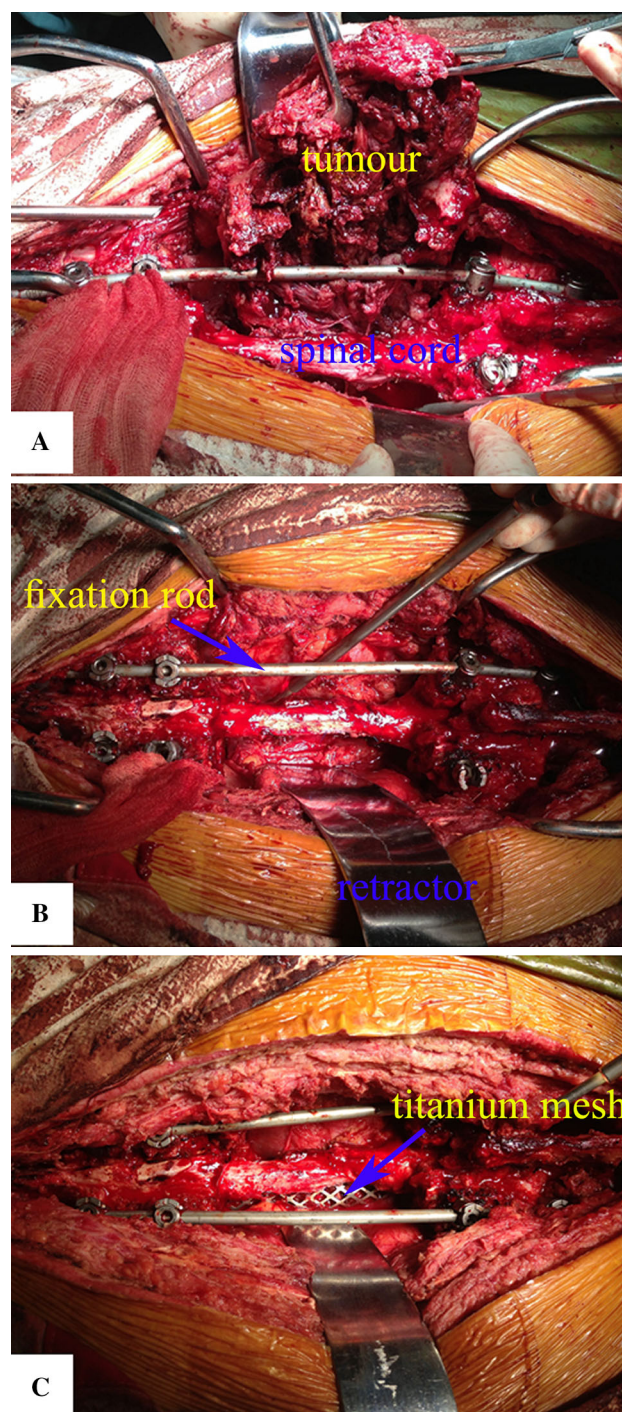 tumour
spinal cord
A
fixation rod
retractor
B
titanium mesh
C